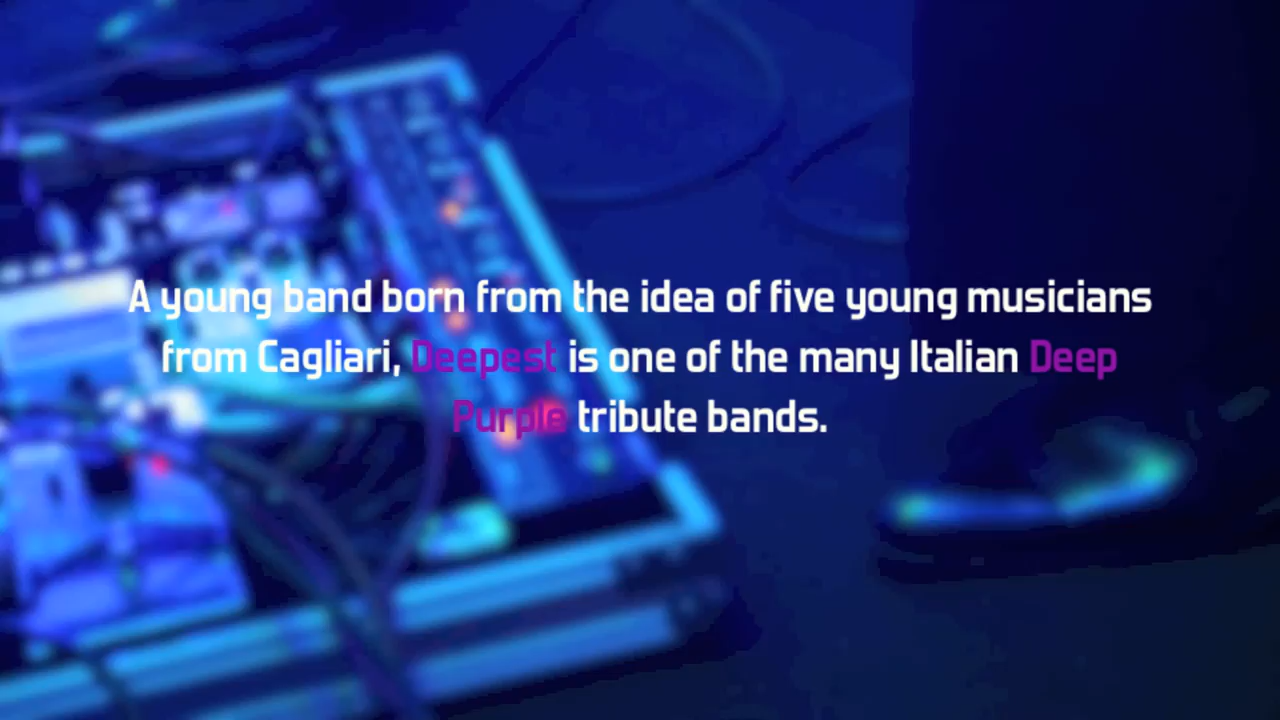 A young band born from the idea of five young musicians
from Cagliari, Deepest is one of the many Italian Deep
Purple tribute bands.